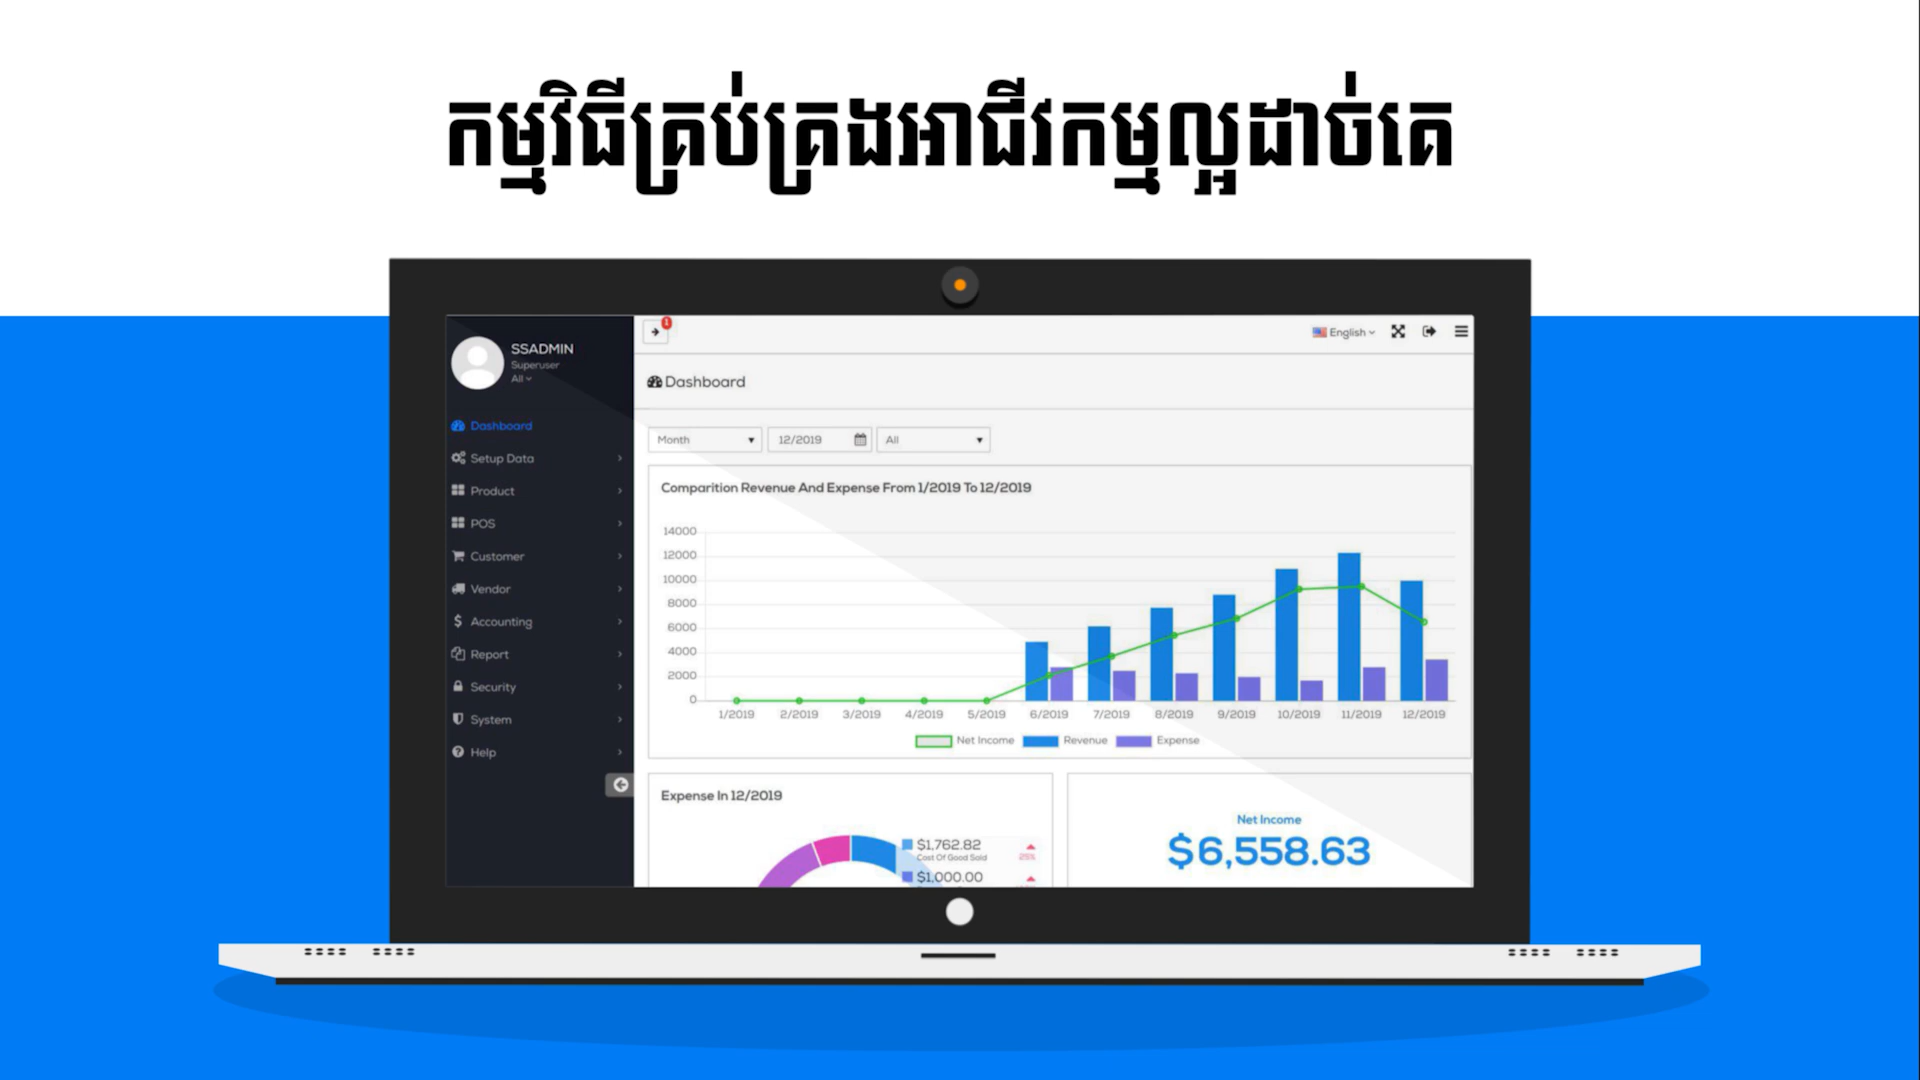 កម្មវិធីគ្រប់គ្រងអាជីវកម្មល្អដាច់គេ
1
English
SSADMIN
Superuser
All
Dashboard
Dashboard
Setup Data
Product
POS
Customer
Vendor
Accounting
Report
Security
System
Help
Month
12/2019
All
Comparition Revenue And Expense From 1/2019 To 12/2019
14000
12000
10000
8000
6000
4000
2000
0
1/2019 2/2019 3/2019 4/2019 5/2019 6/2019 7/2019 8/2019 9/2019 10/2019 11/2019 12/2019
Net Income Revenue Expense
Expense In 12/2019
$1,762.82
Cost Of Good Sold
25%
$1,000.00
Net Income
$6,558.63